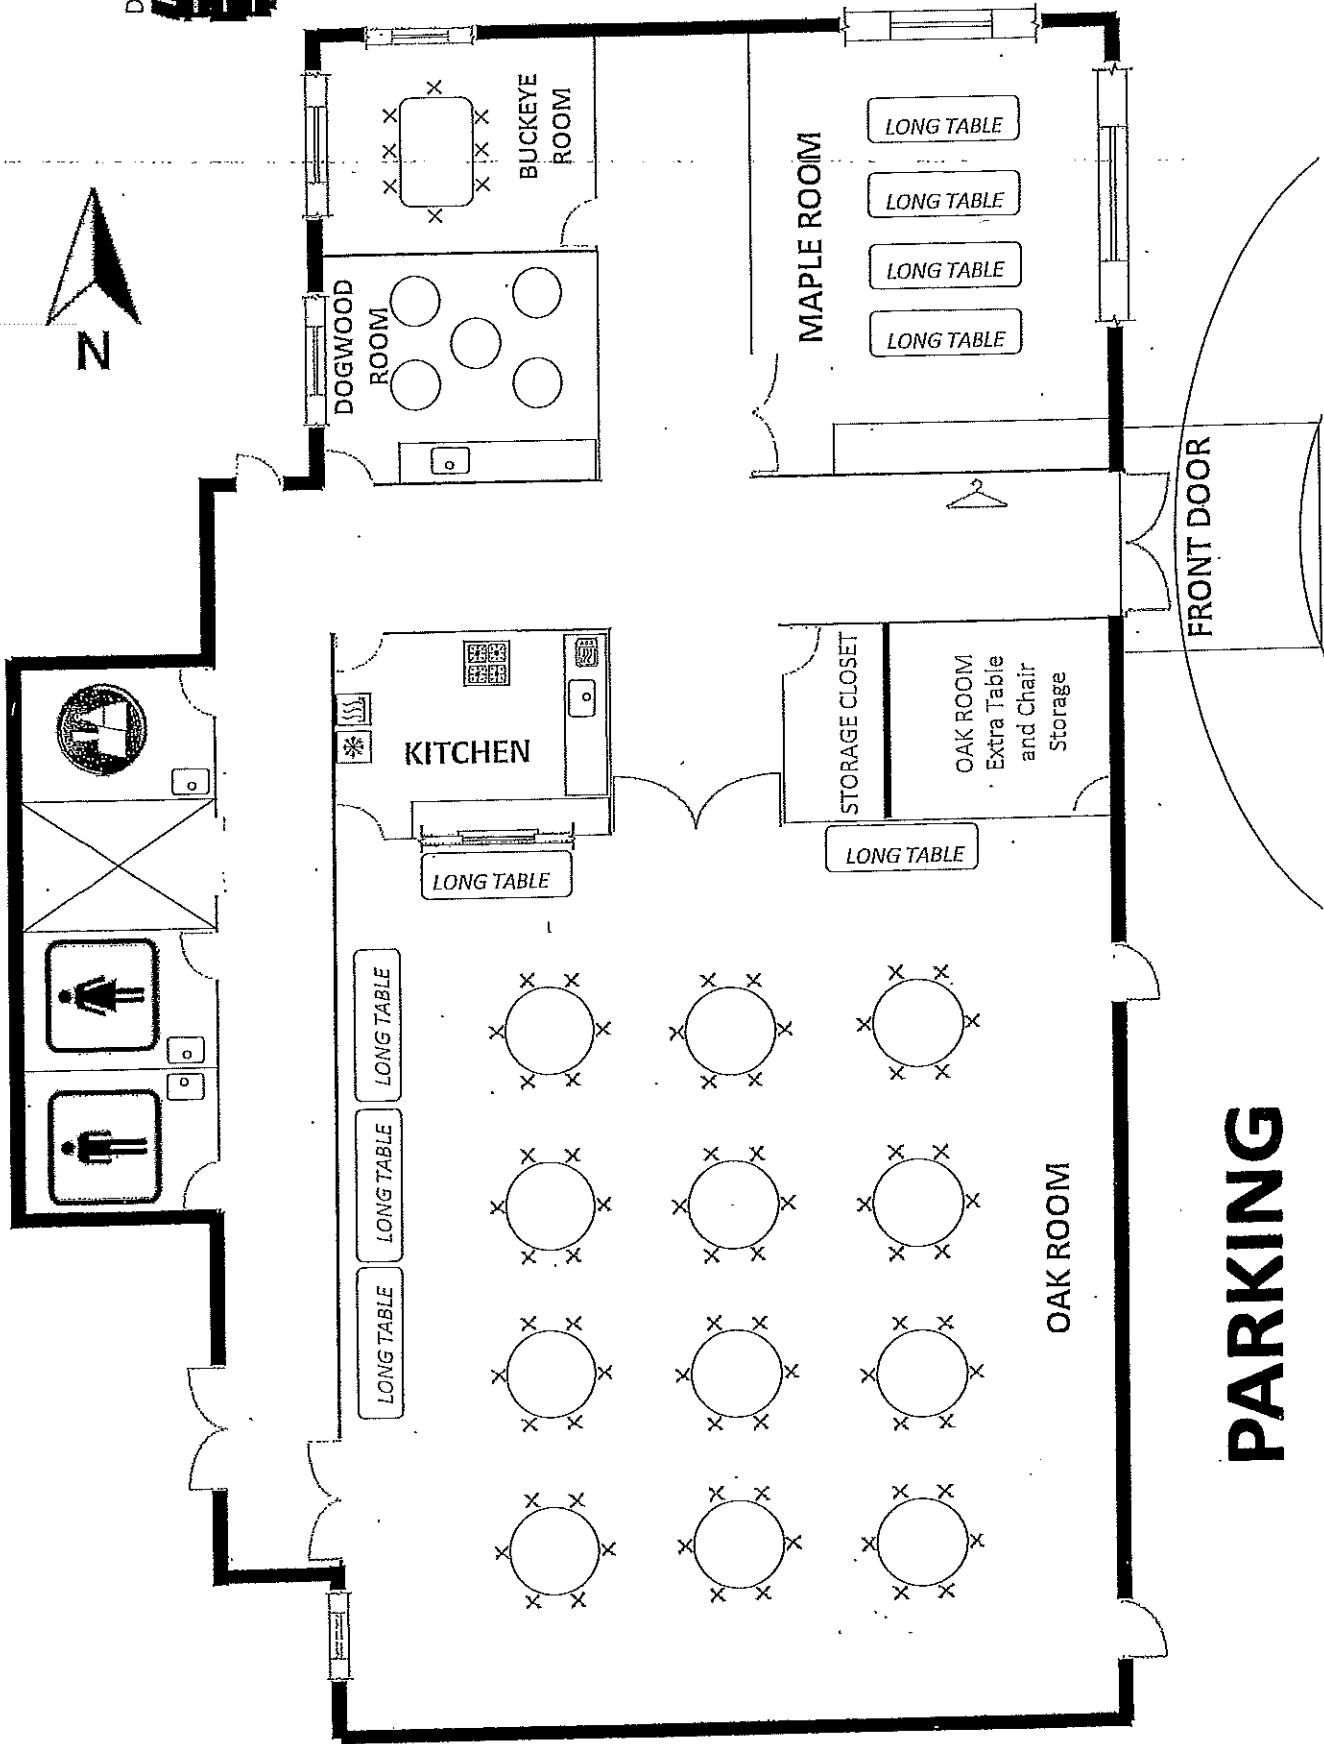 D
N
BUCKEYE
ROOM
DOGWOOD
ROOM
MAPLE ROOM
LONG TABLE
LONG TABLE
LONG TABLE
LONG TABLE
FRONT DOOR
KITCHEN
STORAGE CLOSET
OAK ROOM
Extra Table
and Chair
Storage
LONG TABLE
LONG TABLE
LONG TABLE
LONG TABLE
LONG TABLE
OAK ROOM
PARKING